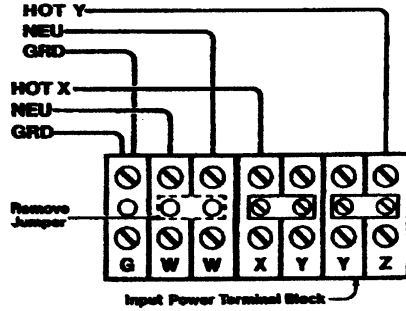 HOT Y
NEU
GRD
HOT X
NEU
GRD
Remove
Jumper
G W W X Y Y Z
Input Power Terminal Block